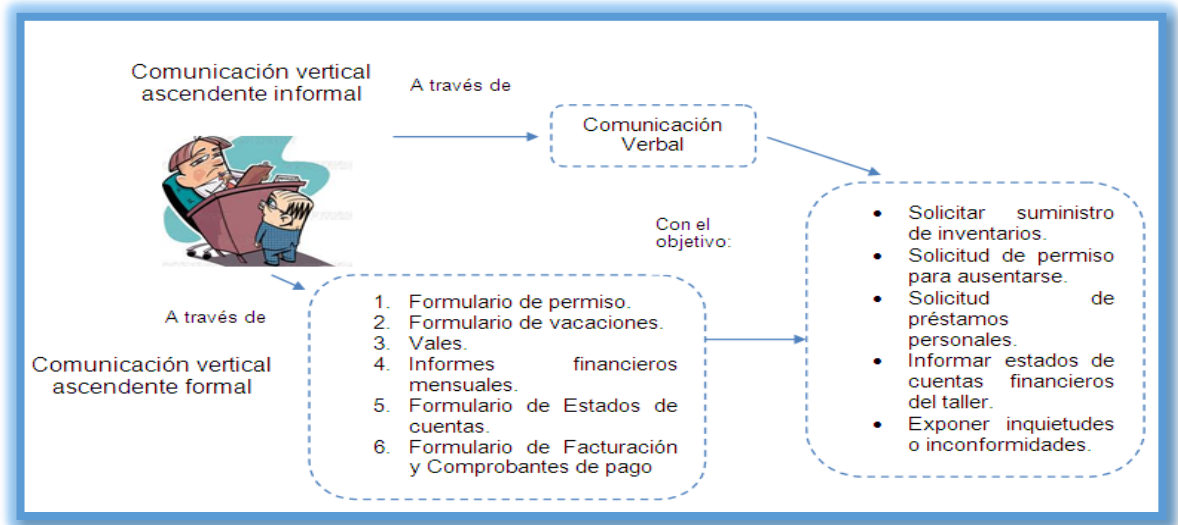 Comunicación vertical
ascendente informal
A través de
Comunicación
Verbal
Con el
objetivo:
• Solicitar suministro
de inventarios.
• Solicitud de permiso
para ausentarse.
• Solicitud de
préstamos
personales.
• Informar estados de
cuentas financieros
del taller.
• Exponer inquietudes
o inconformidades.
A través de
Comunicación vertical
ascendente formal
1. Formulario de permiso.
2. Formulario de vacaciones.
3. Vales.
4. Informes financieros
mensuales.
5. Formulario de Estados de
cuentas.
6. Formulario de Facturación
y Comprobantes de pago